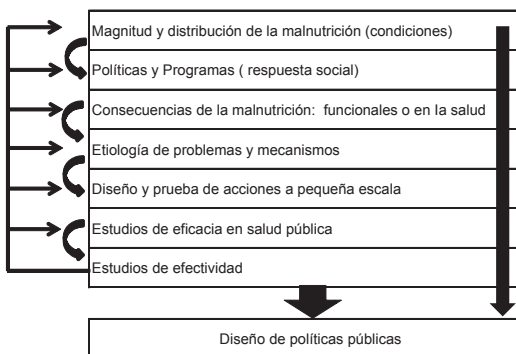 Magnitud y distribución de la malnutrición (condiciones)
Políticas y Programas ( respuesta social)
Consecuencias de la malnutrición:  funcionales o en la salud
Etiología de problemas y mecanismos
Diseño y prueba de acciones a pequeña escala
Estudios de eficacia en salud pública
Estudios de efectividad
Diseño de políticas públicas